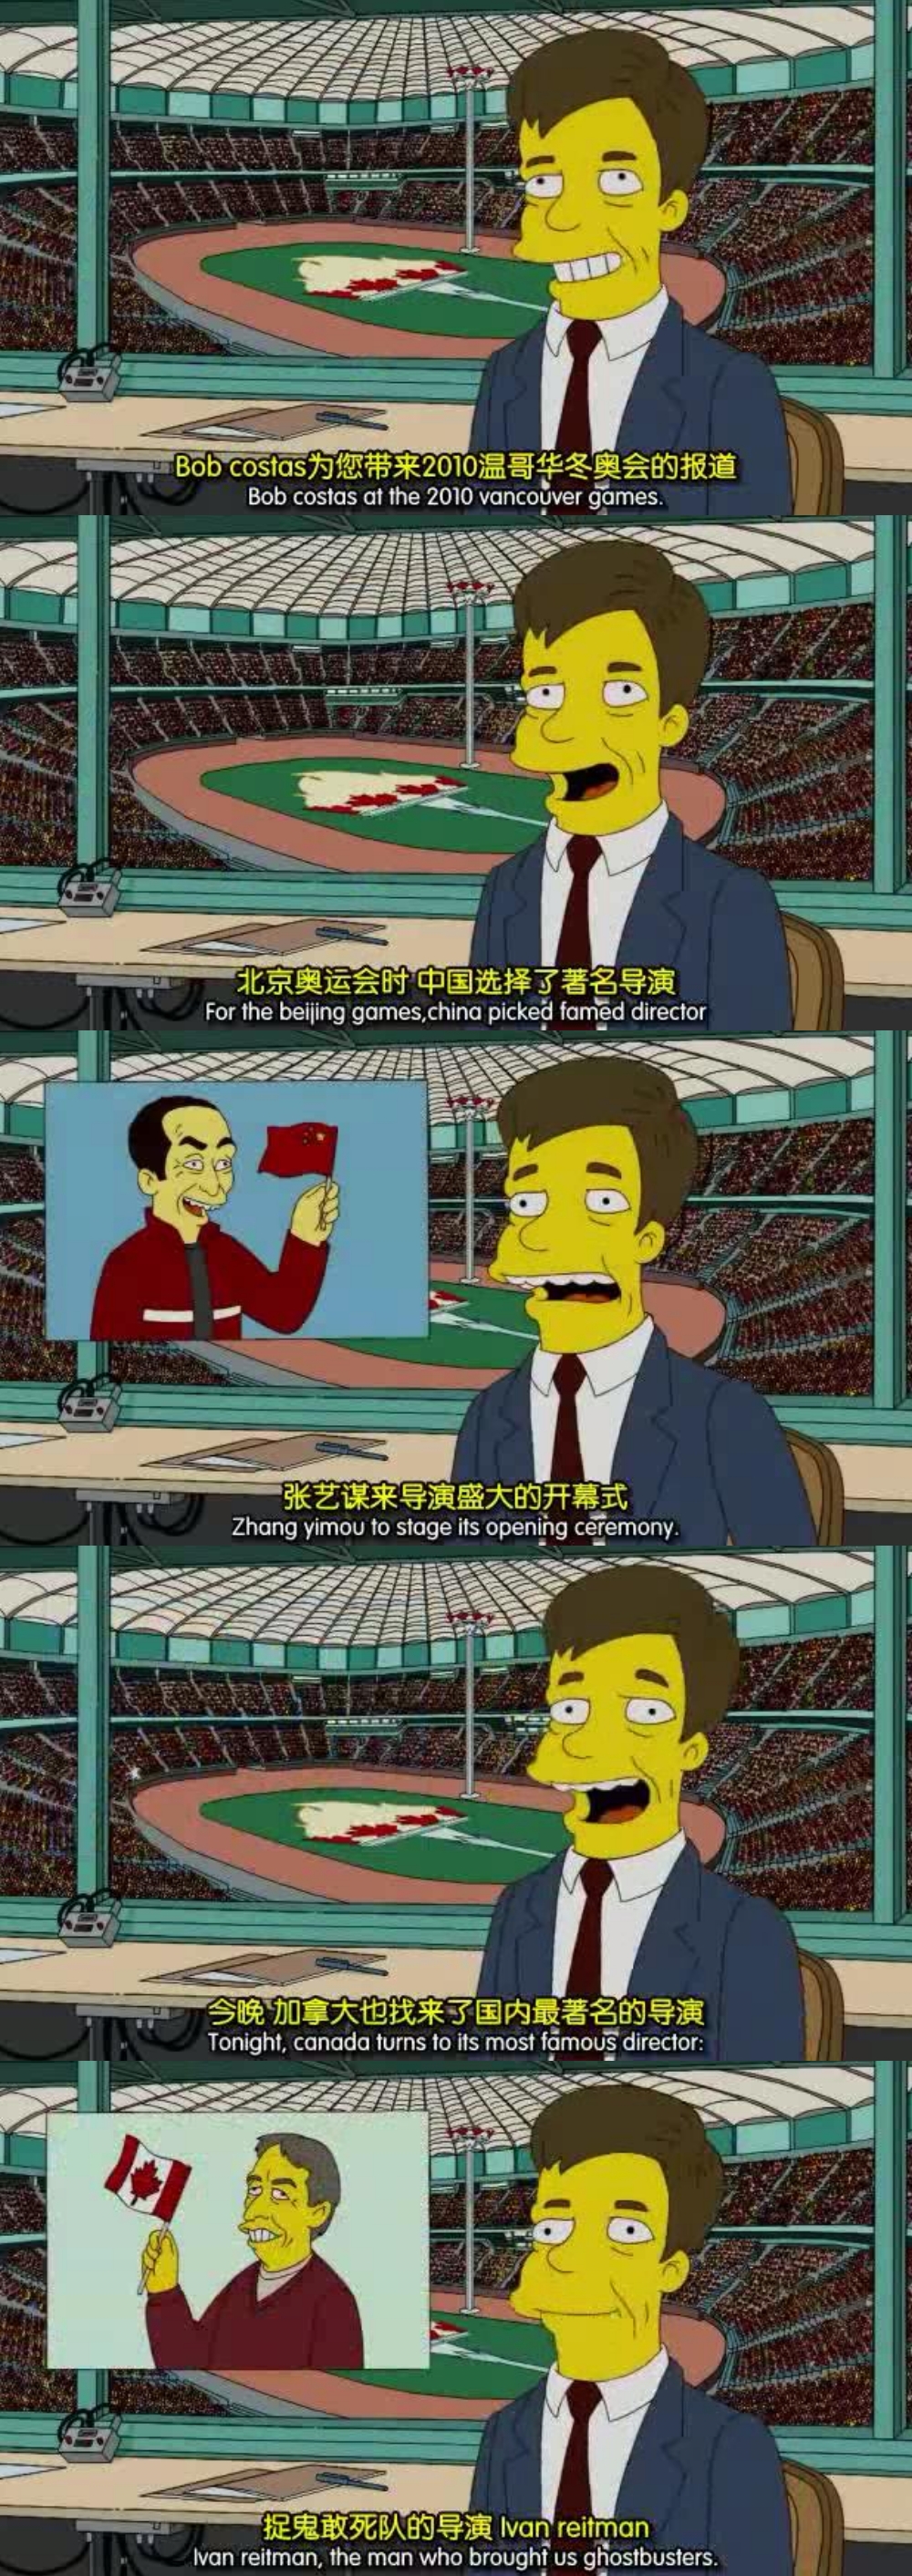 Bob costas为您带来2010温哥华冬奥会的报道
Bob costas at the 2010 vancouver games.
北京奥运会时 中国选择了著名导演
For the beijing games,china picked famed director
张艺谋来导演盛大的开幕式
Zhang yimou to stage its opening ceremony.
今晚 加拿大也找来了国内最著名的导演
Tonight, canada turns to its most famous director:
捉鬼敢死队的导演 Ivan reitman
Ivan reitman, the man who brought us ghostbusters.